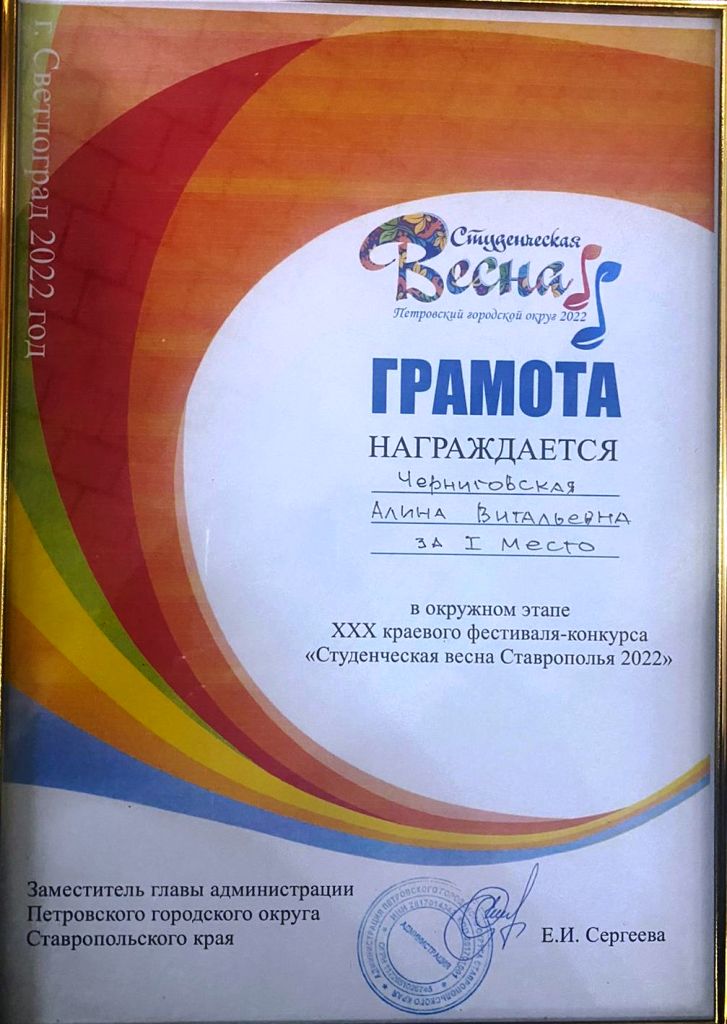 г. Светлоград 2022 год
Студенческая
Весна
Петровский городской округ 2022
ГРАМОТА
НАГРАЖДАЕТСЯ
Черниговская
Алина Витальевна
за I место
в окружном этапе
XXX краевого фестиваля-конкурса
«Студенческая весна Ставрополья 2022»
Заместитель главы администрации
Петровского городского округа
Ставропольского края
Е.И. Сергеева
АДМИНИСТРАЦИЯ